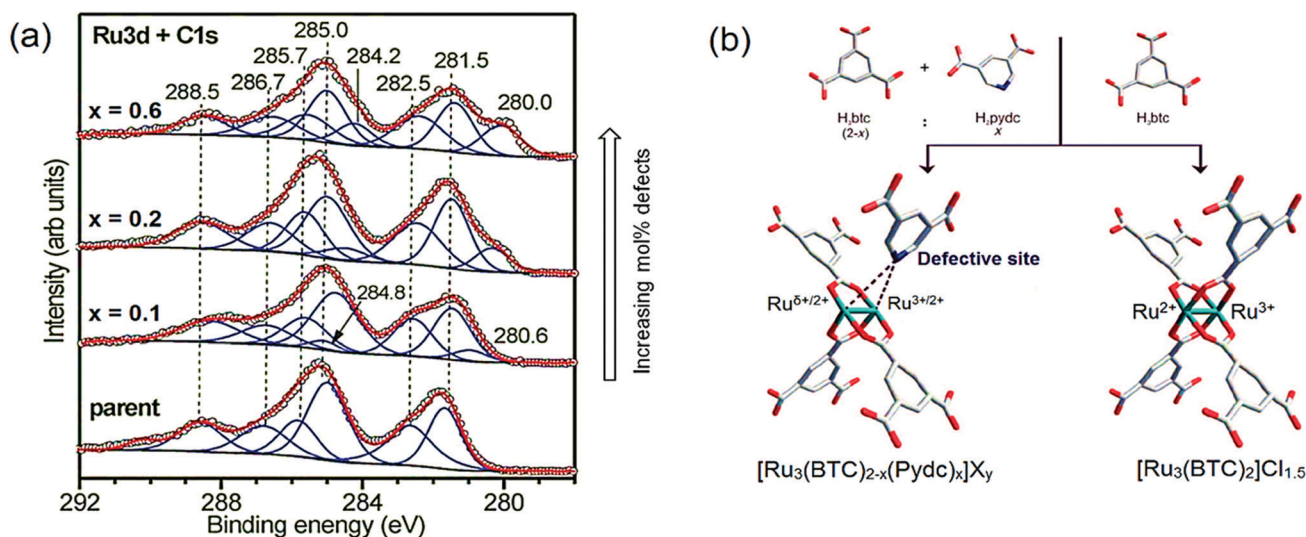 (a)
Ru3d + C1s
285.0
285.7
284.2
286.7
282.5
281.5
288.5
280.0
x = 0.6
x = 0.2
x = 0.1
284.8
280.6
parent
Intensity (arb units)
292
288
284
280
Binding enengy (eV)
Increasing mol% defects
(b)
+
H₃btc
(2-x)
:
H₂pydc
x
H₃btc
Defective site
Ruδ+/2+
Ru3+/2+
Ru2+
Ru3+
[Ru₃(BTC)₂₋ₓ(Pydc)ₓ]Xy
[Ru₃(BTC)₂]Cl₁.₅